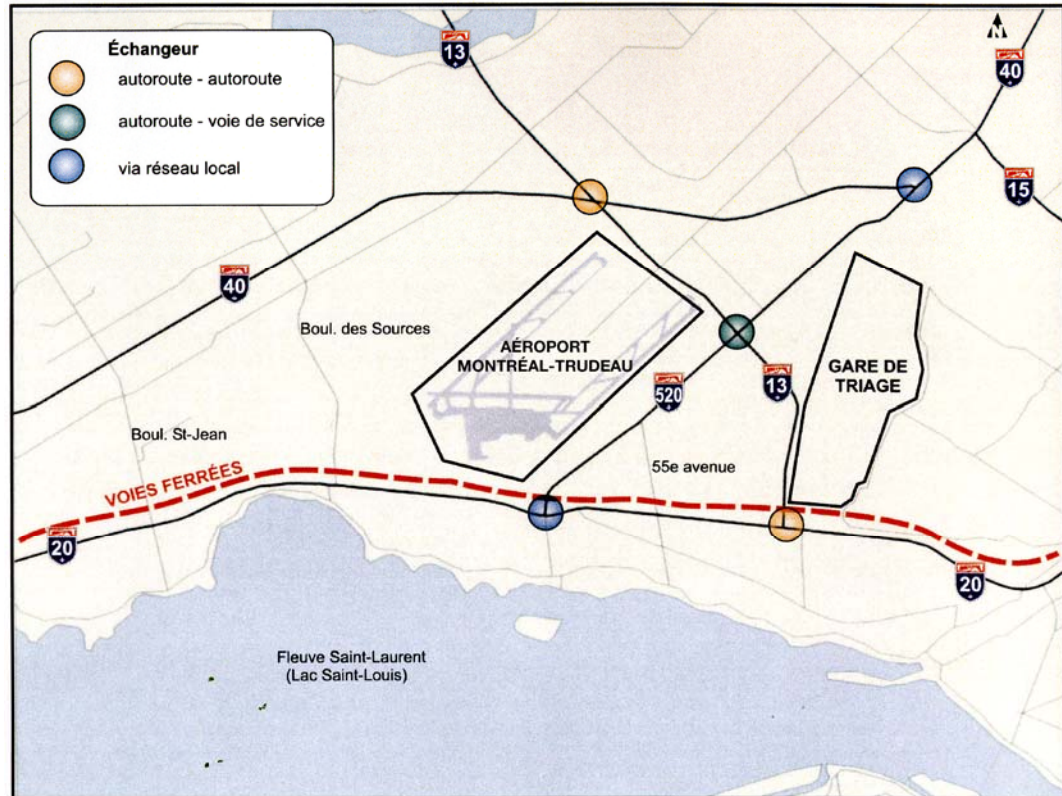 Échangeur
autoroute - autoroute
autoroute - voie de service
via réseau local
13
N
40
15
40
Boul. des Sources
AÉROPORT
MONTRÉAL-TRUDEAU
520
13
GARE DE
TRIAGE
Boul. St-Jean
55e avenue
VOIES FERRÉES
20
20
Fleuve Saint-Laurent
(Lac Saint-Louis)